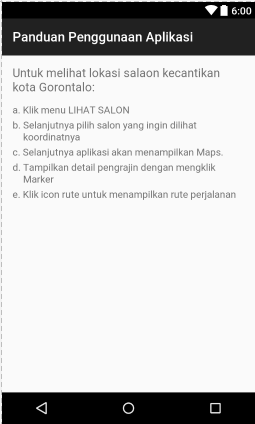 6:00
Panduan Penggunaan Aplikasi
Untuk melihat lokasi salaon kecantikan
kota Gorontalo:
a. Klik menu LIHAT SALON
b. Selanjutnya pilih salon yang ingin dilihat
koordinatnya
c. Selanjutnya aplikasi akan menampilkan Maps.
d. Tampilkan detail pengrajin dengan mengklik
Marker
e. Klik icon rute untuk menampilkan rute perjalanan